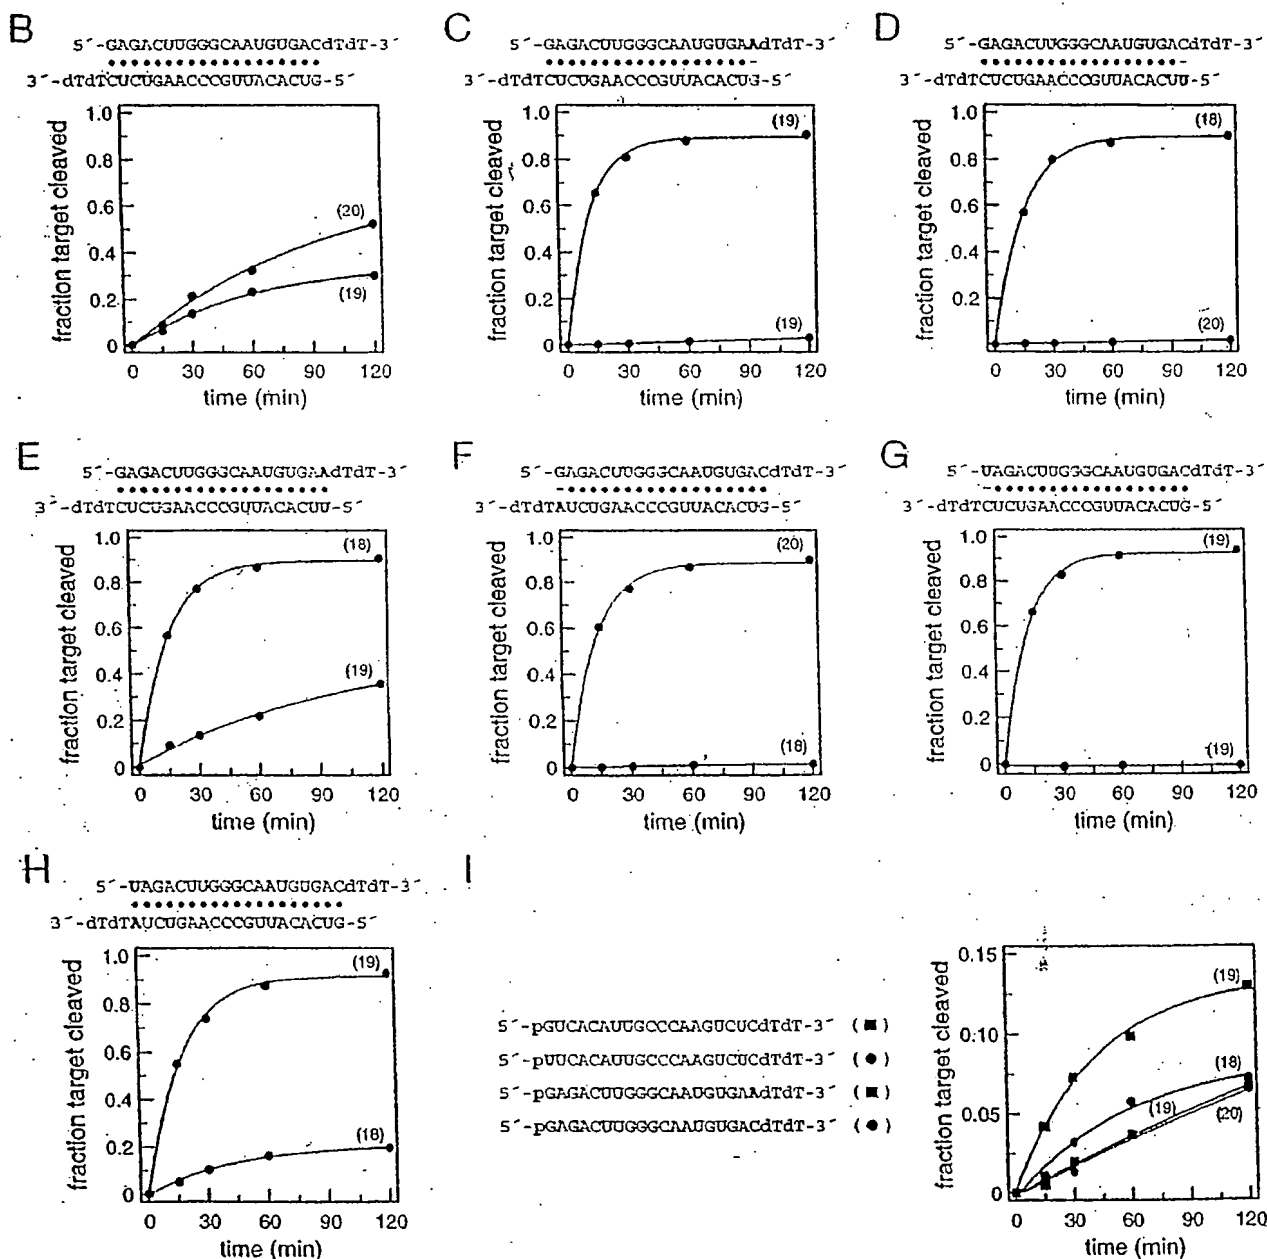 B
5´-GAGACUUGGGCAAUGUGACdTdT-3´
3´-dTdTCUCUGAACCCGUUACACUG-5´
fraction target cleaved
1.0
0.8
0.6
0.4
0.2
0
(20)
(19)
0 30 60 90 120
time (min)
C
5´-GAGACUUGGGCAAUGUGAAdTdT-3´
3´-dTdTCUCUGAACCCGUUACACUG-5´
fraction target cleaved
1.0
0.8
0.6
0.4
0.2
0
(19)
(19)
0 30 60 90 120
time (min)
D
5´-GAGACUUGGGCAAUGUGACdTdT-3´
3´-dTdTCUCUGAACCCGUUACACUU-5´
fraction target cleaved
1.0
0.8
0.6
0.4
0.2
(18)
(20)
0 30 60 90 120
time (min)
E
5´-GAGACUUGGGCAAUGUGAAdTdT-3´
3´-dTdTCUCUGAACCCGUUACACUU-5´
fraction target cleaved
1.0
0.8
0.6
0.4
0.2
0
(18)
(19)
0 30 60 90 120
time (min)
F
5´-GAGACUUGGGCAAUGUGACdTdT-3´
3´-dTdTAUCUGAACCCGUUACACUG-5´
fraction target cleaved
1.0
0.8
0.6
0.4
0.2
0
(20)
(18)
0 30 60 90 120
time (min)
G
5´-UAGACUUGGGCAAUGUGACdTdT-3´
3´-dTdTCUCUGAACCCGUUACACUG-5´
fraction target cleaved
1.0
0.8
0.6
0.4
0.2
0
(19)
(19)
0 30 60 90 120
time (min)
H
5´-UAGACUUGGGCAAUGUGACdTdT-3´
3´-dTdTAUCUGAACCCGUUACACUG-5´
fraction target cleaved
1.0
0.8
0.6
0.4
0.2
0
(19)
(18)
0 30 60 90 120
time (min)
I
5´-pGUCACAUUGCCCAAGUCUCdTdT-3´ (■)
5´-pUUCACAUUGCCCAAGUCUCdTdT-3´ (●)
5´-pGAGACUUGGGCAAUGUGAAdTdT-3´ (■)
5´-pGAGACUUGGGCAAUGUGACdTdT-3´ (●)
fraction target cleaved
0.15
0.10
0.05
0
(19)
(18)
(19)
(20)
0 30 60 90 120
time (min)